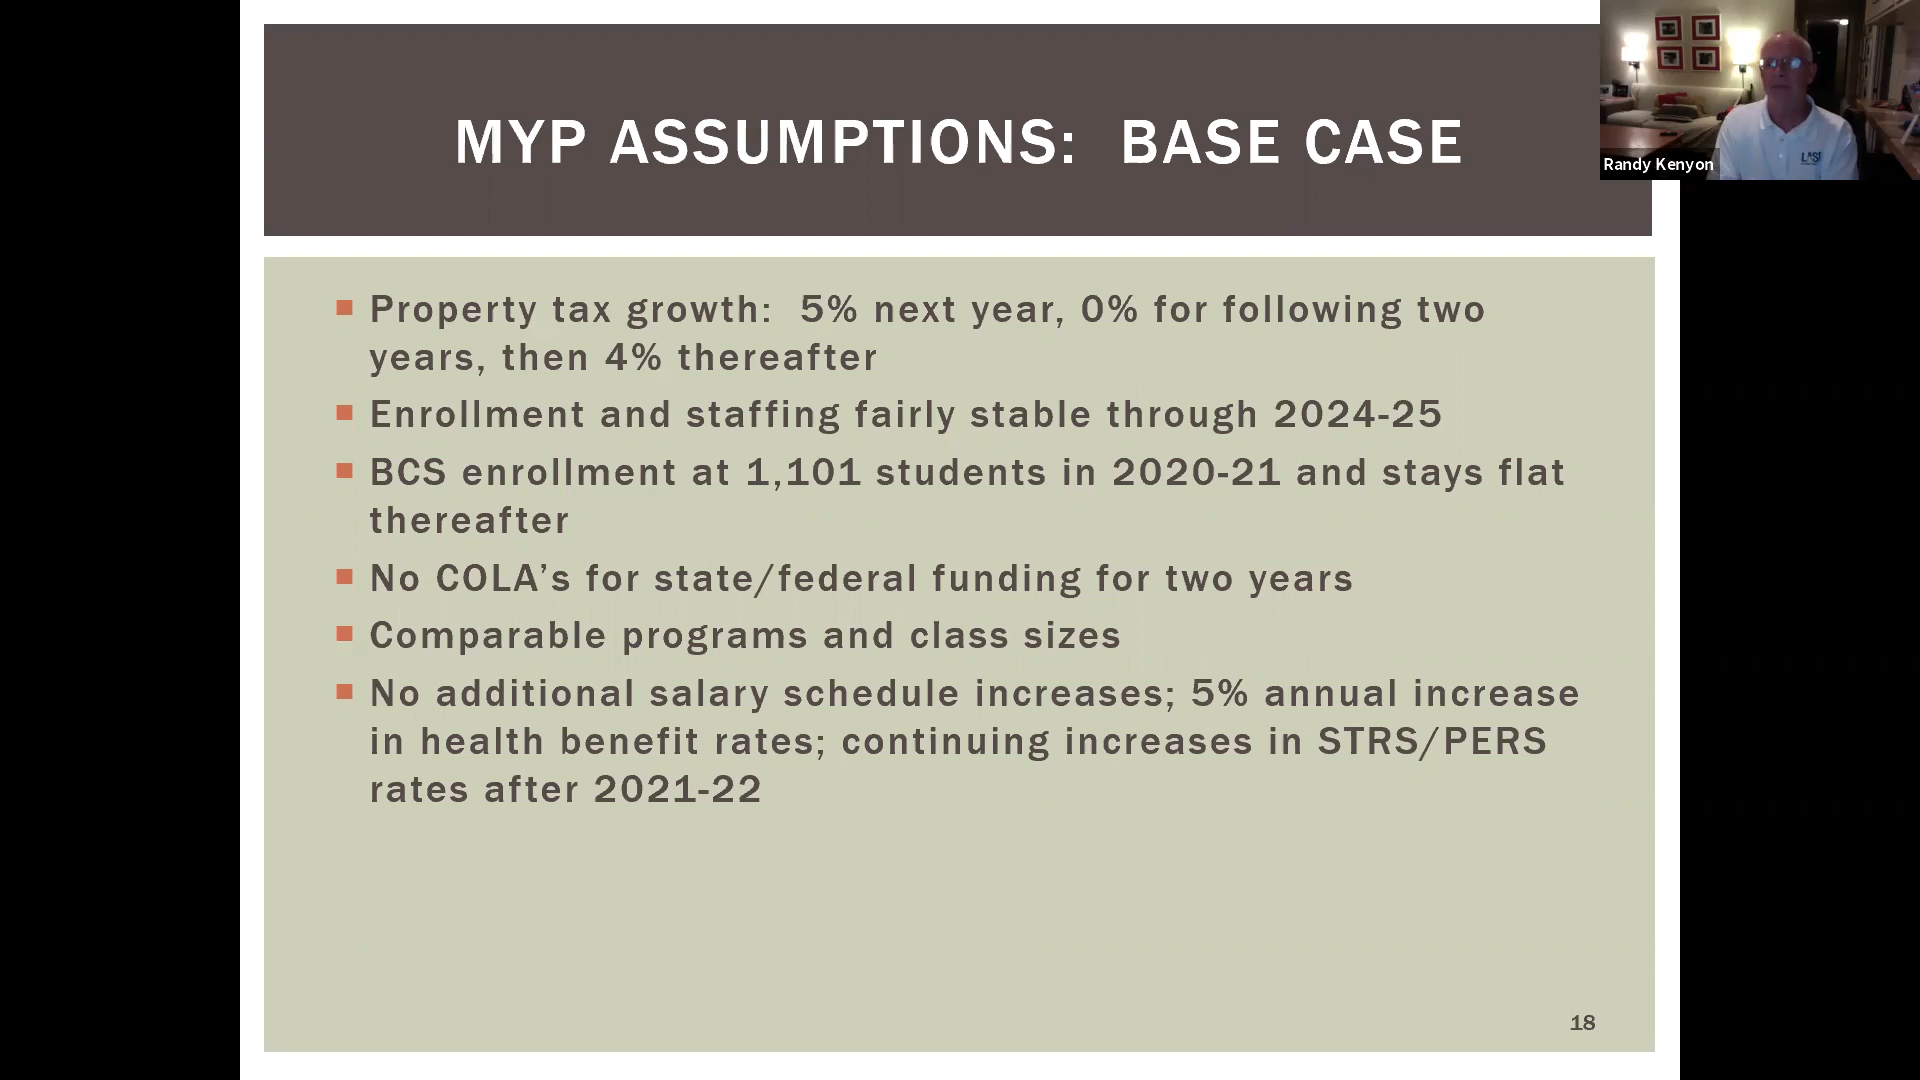 MYP ASSUMPTIONS: BASE CASE
Randy Kenyon
Property tax growth: 5% next year, 0% for following two
years, then 4% thereafter
Enrollment and staffing fairly stable through 2024-25
BCS enrollment at 1,101 students in 2020-21 and stays flat
thereafter
No COLA’s for state/federal funding for two years
Comparable programs and class sizes
No additional salary schedule increases; 5% annual increase
in health benefit rates; continuing increases in STRS/PERS
rates after 2021-22
18